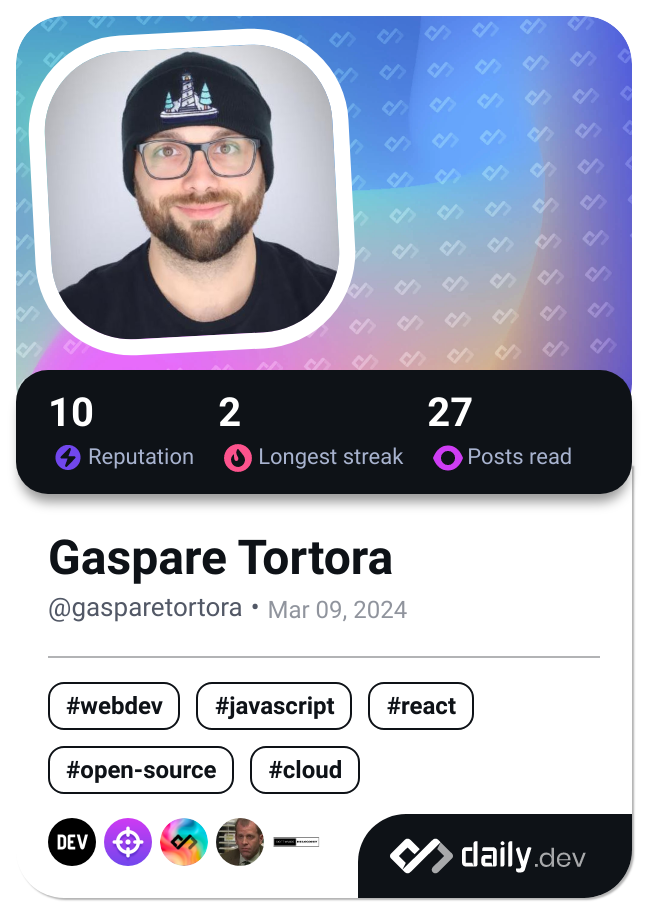 10 2 27
Reputation Longest streak Posts read
Gaspare Tortora
@gasparetortora • Mar 09, 2024
#webdev #javascript #react
#open-source #cloud
DEV
daily.dev